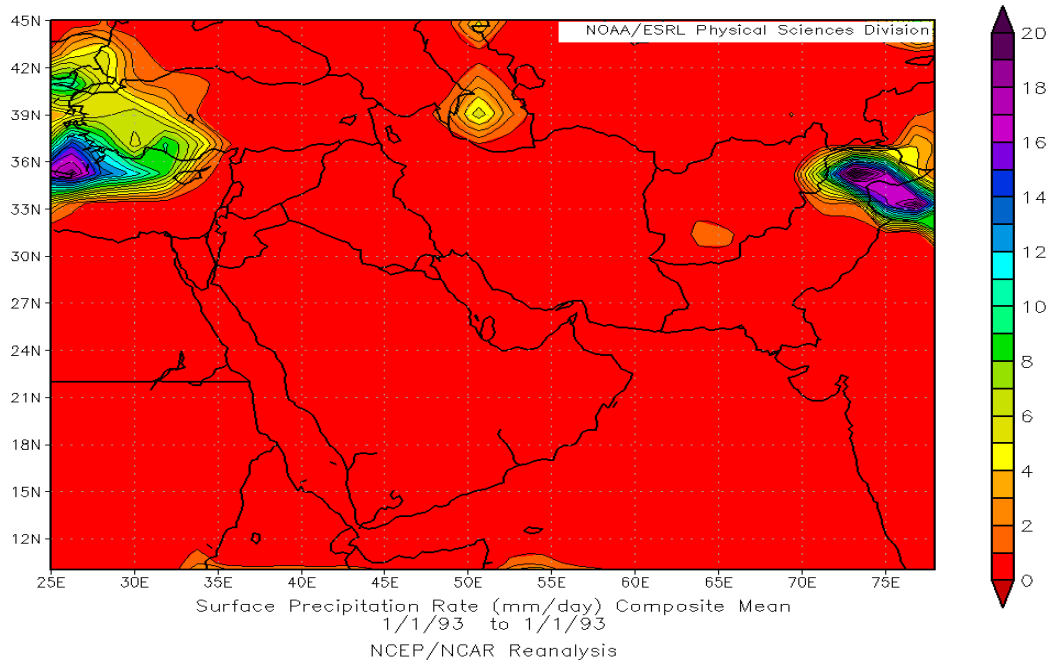 45N
42N
39N
36N
33N
30N
27N
24N
21N
18N
15N
12N
NOAA/ESRL Physical Sciences Division
20
18
16
14
12
10
8
6
4
2
0
25E 30E 35E 40E 45E 50E 55E 60E 65E 70E 75E
Surface Precipitation Rate (mm/day) Composite Mean
1/1/93 to 1/1/93
NCEP/NCAR Reanalysis